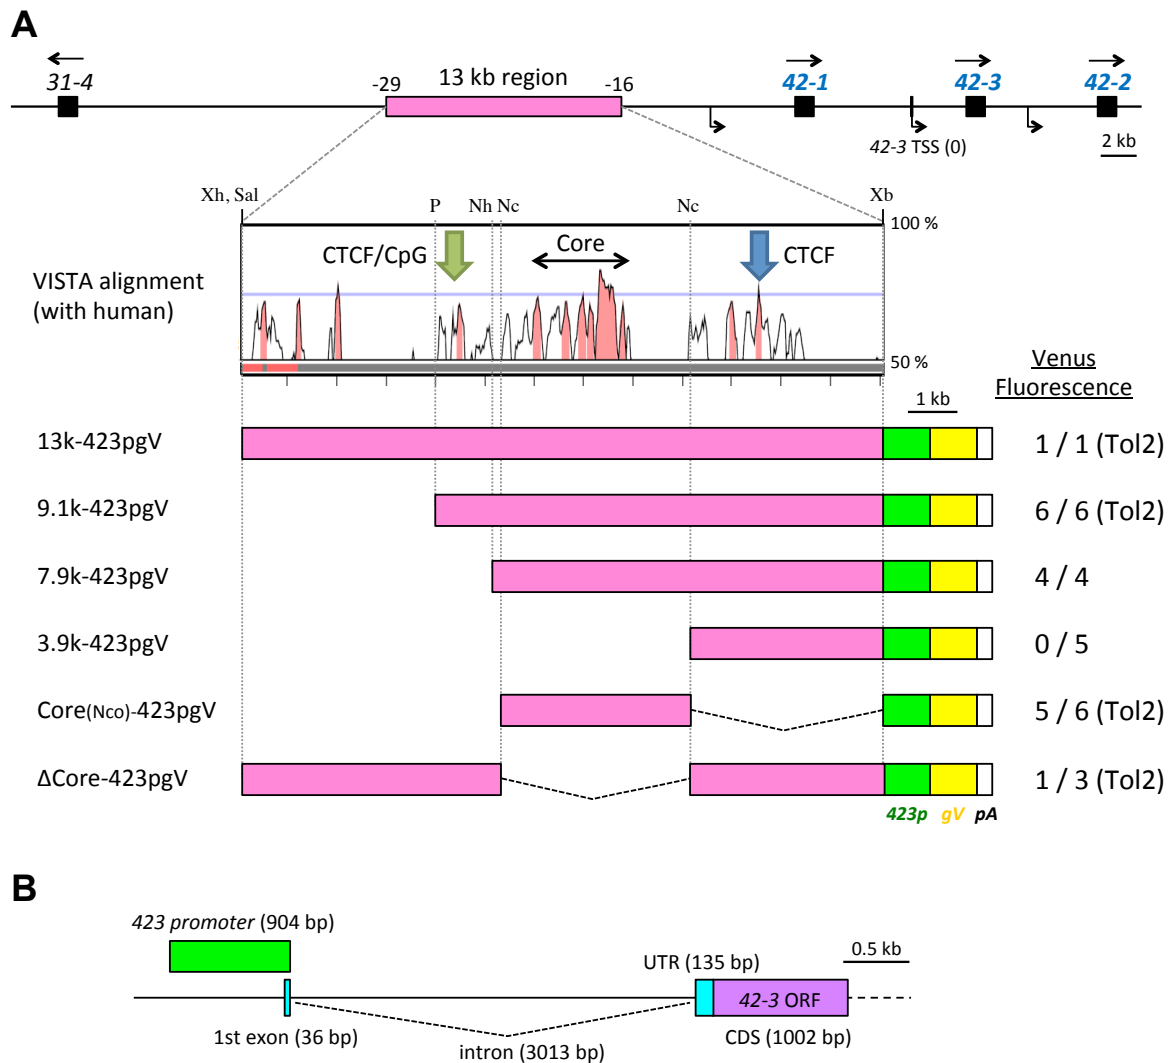 A
31-4
-29
13 kb region
-16
42-1
42-3
42-2
42-3 TSS (0)
2 kb
Xh, Sal
P
Nh
Nc
Nc
Xb
100 %
VISTA alignment
(with human)
CTCF/CpG
Core
CTCF
50 %
Venus
Fluorescence
1 kb
13k-423pgV
1 / 1 (Tol2)
9.1k-423pgV
6 / 6 (Tol2)
7.9k-423pgV
4 / 4
3.9k-423pgV
0 / 5
Core(Nco)-423pgV
5 / 6 (Tol2)
ΔCore-423pgV
1 / 3 (Tol2)
423p
gV
pA
B
423 promoter (904 bp)
0.5 kb
UTR (135 bp)
42-3 ORF
1st exon (36 bp)
intron (3013 bp)
CDS (1002 bp)